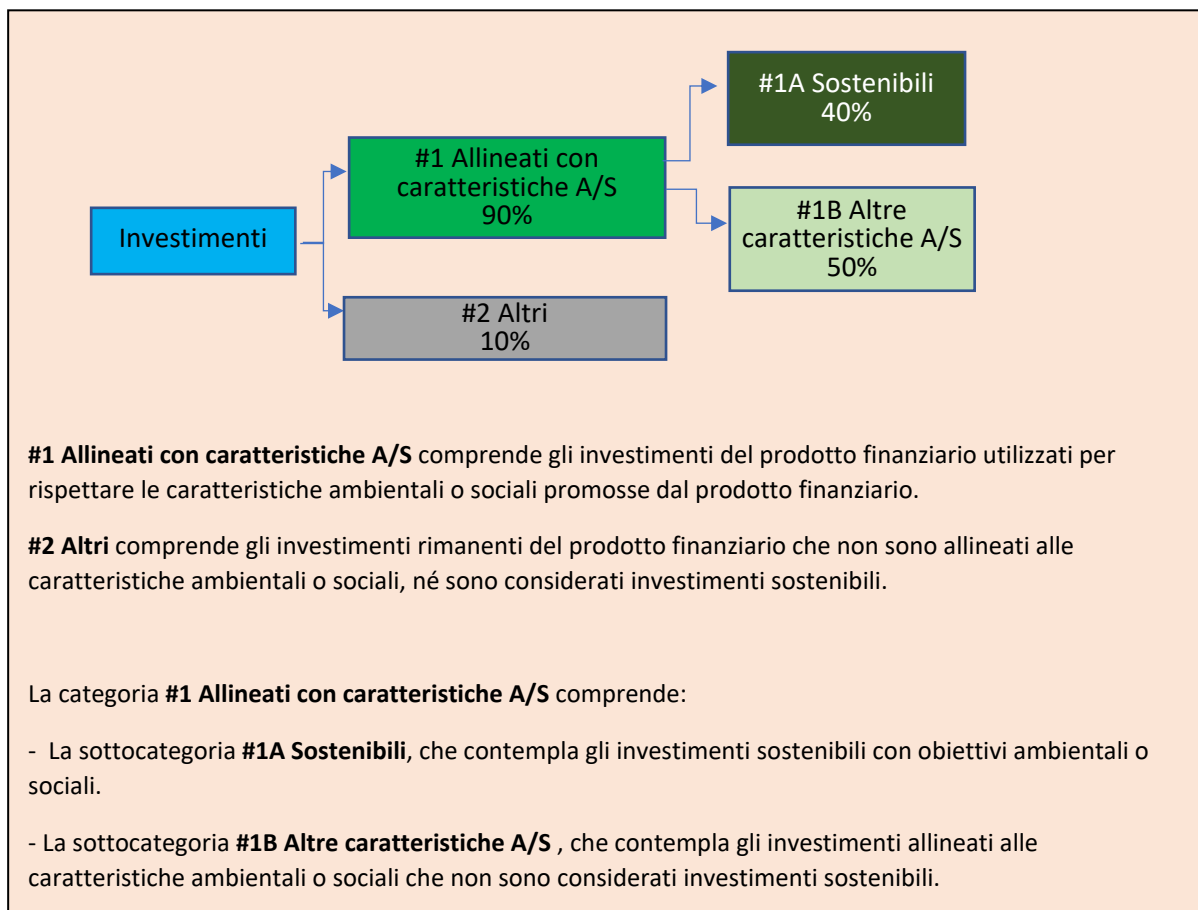 #1A Sostenibili
40%
#1 Allineati con
caratteristiche A/S
90%
#1B Altre
caratteristiche A/S
50%
Investimenti
#2 Altri
10%
#1 Allineati con caratteristiche A/S comprende gli investimenti del prodotto finanziario utilizzati per
rispettare le caratteristiche ambientali o sociali promosse dal prodotto finanziario.
#2 Altri comprende gli investimenti rimanenti del prodotto finanziario che non sono allineati alle
caratteristiche ambientali o sociali, né sono considerati investimenti sostenibili.
La categoria #1 Allineati con caratteristiche A/S comprende:
- La sottocategoria #1A Sostenibili, che contempla gli investimenti sostenibili con obiettivi ambientali o
sociali.
- La sottocategoria #1B Altre caratteristiche A/S , che contempla gli investimenti allineati alle
caratteristiche ambientali o sociali che non sono considerati investimenti sostenibili.